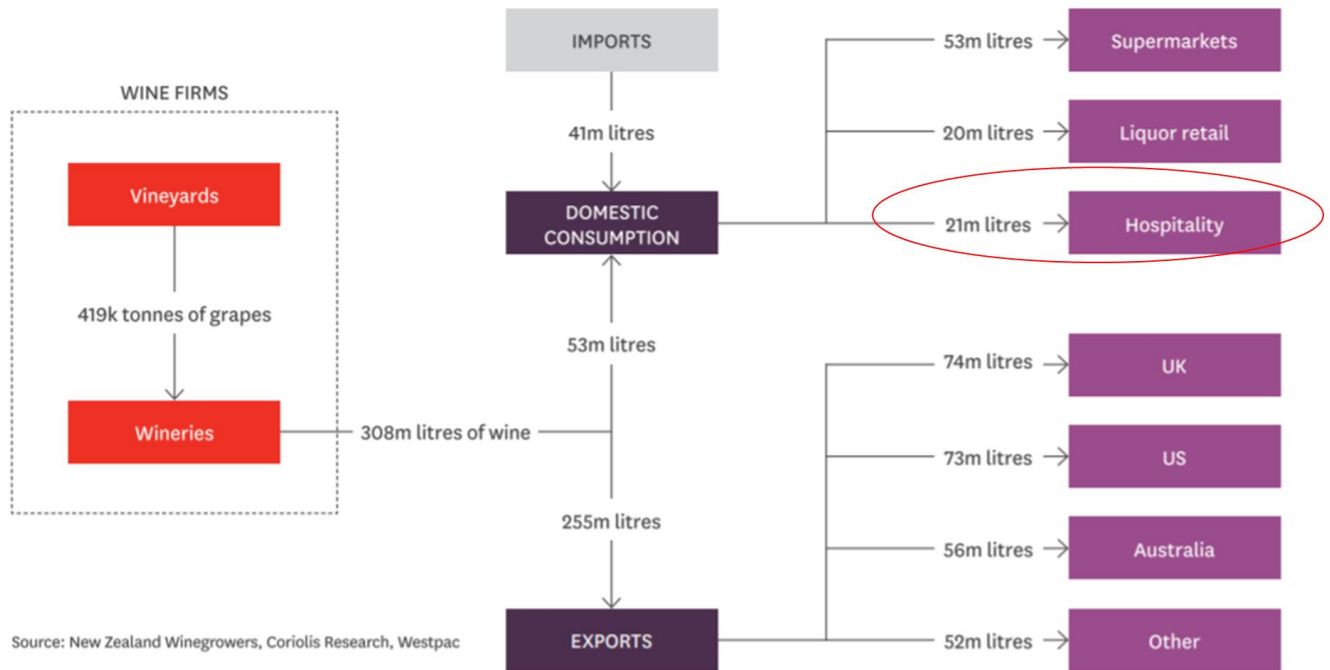 WINE FIRMS
Vineyards
419k tonnes of grapes
Wineries
308m litres of wine
IMPORTS
41m litres
DOMESTIC
CONSUMPTION
53m litres
255m litres
EXPORTS
53m litres
Supermarkets
20m litres
Liquor retail
21m litres
Hospitality
74m litres
UK
73m litres
US
56m litres
Australia
52m litres
Other
Source: New Zealand Winegrowers, Coriolis Research, Westpac